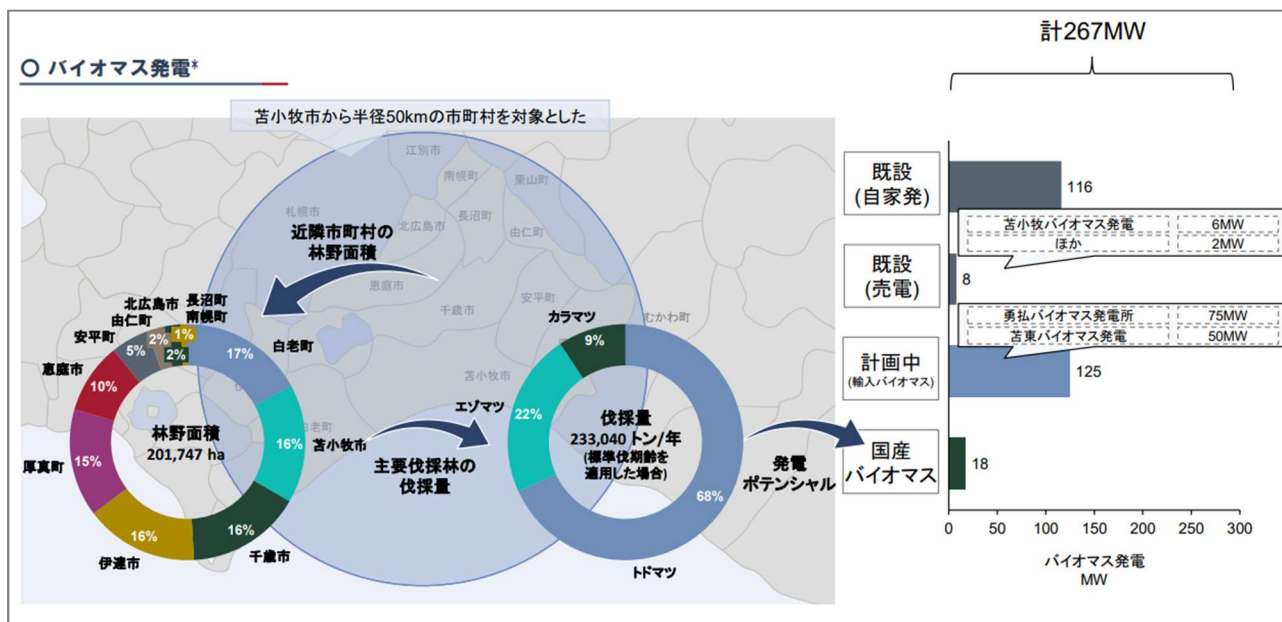 計267MW
○ バイオマス発電*
苫小牧市から半径50kmの市町村を対象とした
江別市
南幌町
栗山町
札幌市
北広島市
長沼町
由仁町
近隣市町村の
林野面積
恵庭市
千歳市
安平町
むかわ町
苫小牧市
白老町
北広島市
長沼町
南幌町
由仁町
安平町
恵庭市
厚真町
伊達市
千歳市
苫小牧市
白老町
1%
2%
2%
5%
10%
15%
16%
16%
16%
17%
林野面積
201,747 ha
主要伐採林の
伐採量
カラマツ
9%
エゾマツ
22%
トドマツ
68%
伐採量
233,040 トン/年
(標準伐期齢を
適用した場合)
発電
ポテンシャル
既設
(自家発)
116
苫小牧バイオマス発電 6MW
ほか 2MW
既設
(売電)
8
勇払バイオマス発電所 75MW
苫東バイオマス発電 50MW
計画中
(輸入バイオマス)
125
国産
バイオマス
18
0 50 100 150 200 250 300
バイオマス発電
MW